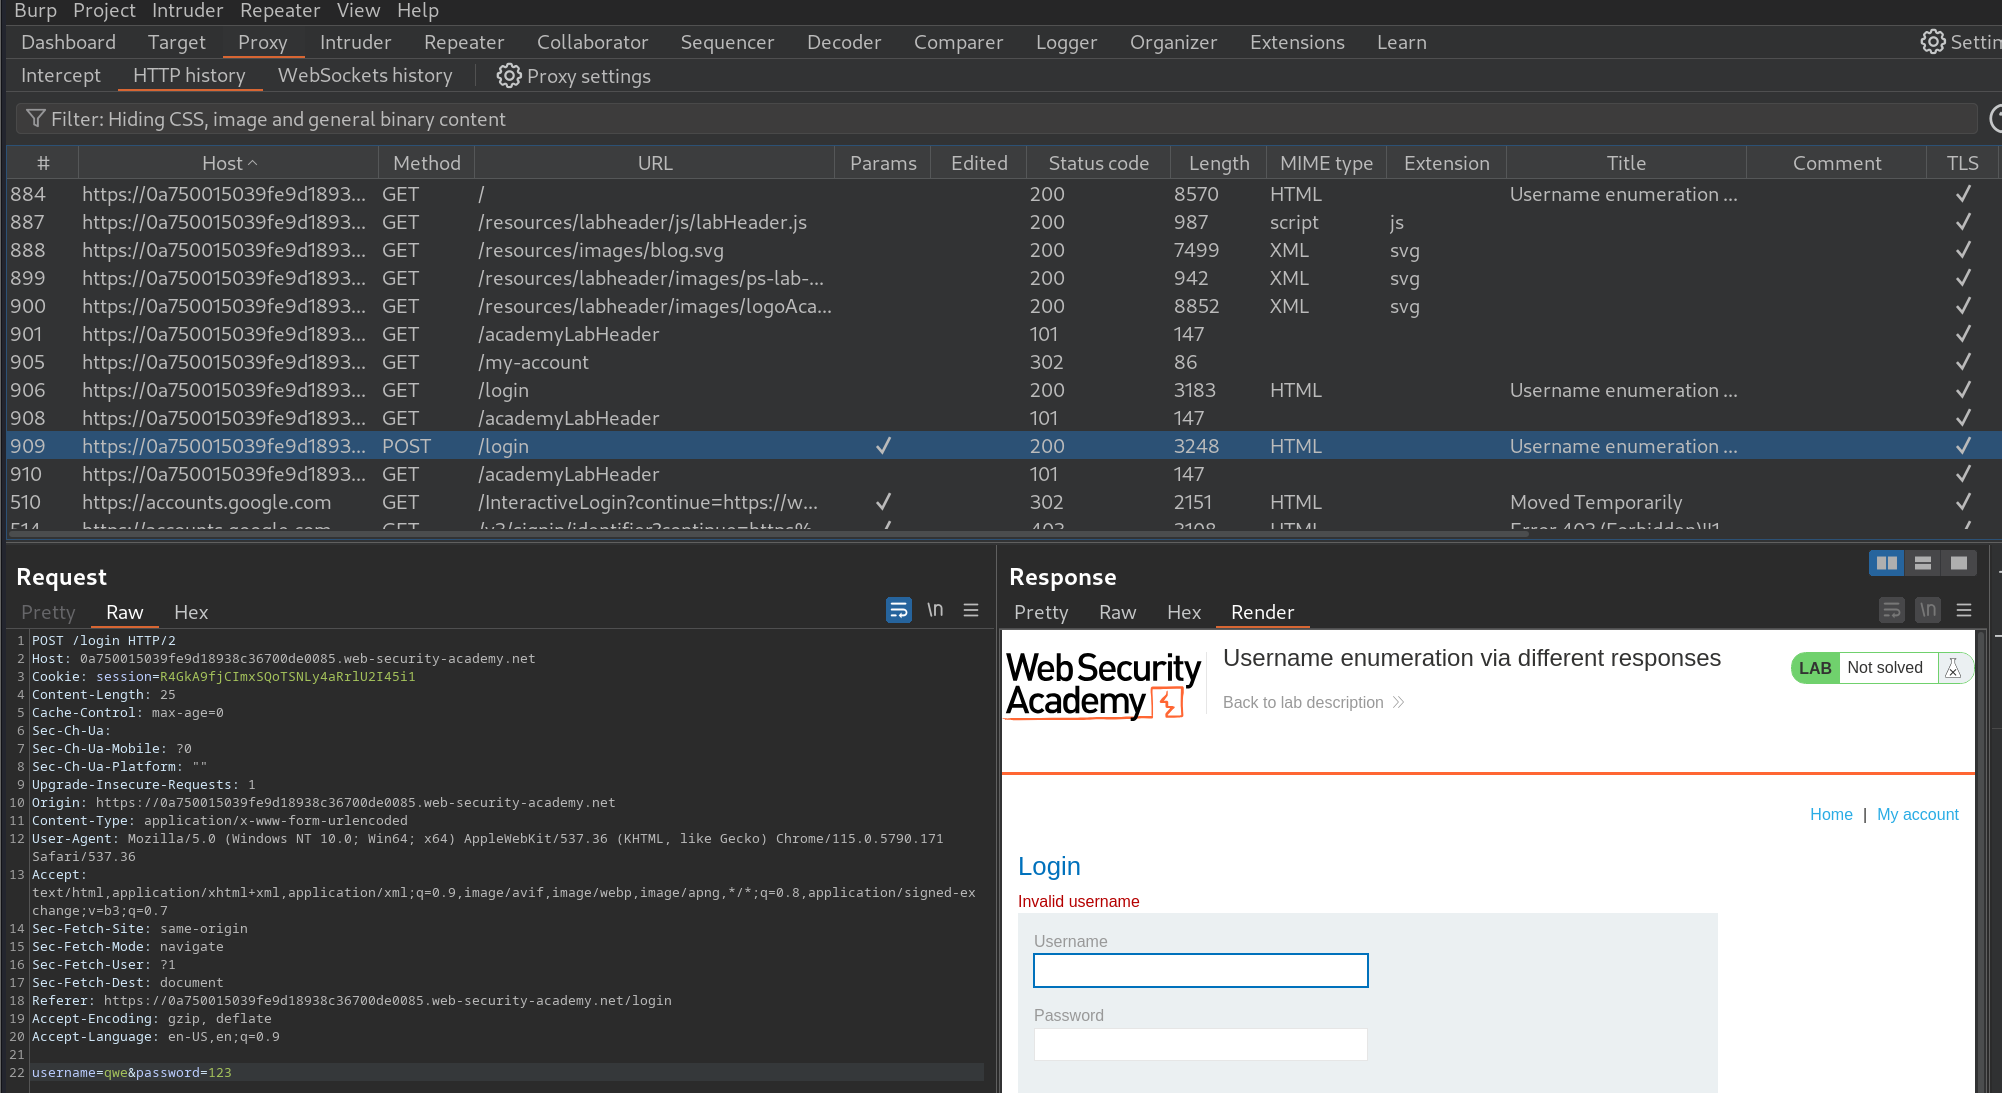 Burp Project Intruder Repeater View Help
Dashboard Target Proxy Intruder Repeater Collaborator Sequencer Decoder Comparer Logger Organizer Extensions Learn
Intercept HTTP history WebSockets history Proxy settings
Filter: Hiding CSS, image and general binary content
# Host Method URL Params Edited Status code Length MIME type Extension Title Comment TLS
884 https://0a750015039fe9d1893... GET / 200 8570 HTML Username enumeration ...
887 https://0a750015039fe9d1893... GET /resources/labheader/js/labHeader.js 200 987 script js
888 https://0a750015039fe9d1893... GET /resources/images/blog.svg 200 7499 XML svg
899 https://0a750015039fe9d1893... GET /resources/labheader/images/ps-lab-... 200 942 XML svg
900 https://0a750015039fe9d1893... GET /resources/labheader/images/logoAca... 200 8852 XML svg
901 https://0a750015039fe9d1893... GET /academyLabHeader 101 147
905 https://0a750015039fe9d1893... GET /my-account 302 86
906 https://0a750015039fe9d1893... GET /login 200 3183 HTML Username enumeration ...
908 https://0a750015039fe9d1893... GET /academyLabHeader 101 147
909 https://0a750015039fe9d1893... POST /login 200 3248 HTML Username enumeration ...
910 https://0a750015039fe9d1893... GET /academyLabHeader 101 147
510 https://accounts.google.com GET /InteractiveLogin?continue=https://w... 302 2151 HTML Moved Temporarily
Request
Pretty Raw Hex \n
1 POST /login HTTP/2
2 Host: 0a750015039fe9d18938c36700de0085.web-security-academy.net
3 Cookie: session=R4GkA9fjCImxSQoTSNLy4aRrlU2I45i1
4 Content-Length: 25
5 Cache-Control: max-age=0
6 Sec-Ch-Ua:
7 Sec-Ch-Ua-Mobile: ?0
8 Sec-Ch-Ua-Platform: ""
9 Upgrade-Insecure-Requests: 1
10 Origin: https://0a750015039fe9d18938c36700de0085.web-security-academy.net
11 Content-Type: application/x-www-form-urlencoded
12 User-Agent: Mozilla/5.0 (Windows NT 10.0; Win64; x64) AppleWebKit/537.36 (KHTML, like Gecko) Chrome/115.0.5790.171
Safari/537.36
13 Accept:
text/html,application/xhtml+xml,application/xml;q=0.9,image/avif,image/webp,image/apng,*/*;q=0.8,application/signed-ex
change;v=b3;q=0.7
14 Sec-Fetch-Site: same-origin
15 Sec-Fetch-Mode: navigate
16 Sec-Fetch-User: ?1
17 Sec-Fetch-Dest: document
18 Referer: https://0a750015039fe9d18938c36700de0085.web-security-academy.net/login
19 Accept-Encoding: gzip, deflate
20 Accept-Language: en-US,en;q=0.9
21
22 username=qwe&password=123
Response
Pretty Raw Hex Render \n
Web Security
Academy
Username enumeration via different responses
Back to lab description
LAB Not solved
Home | My account
Login
Invalid username
Username
Password